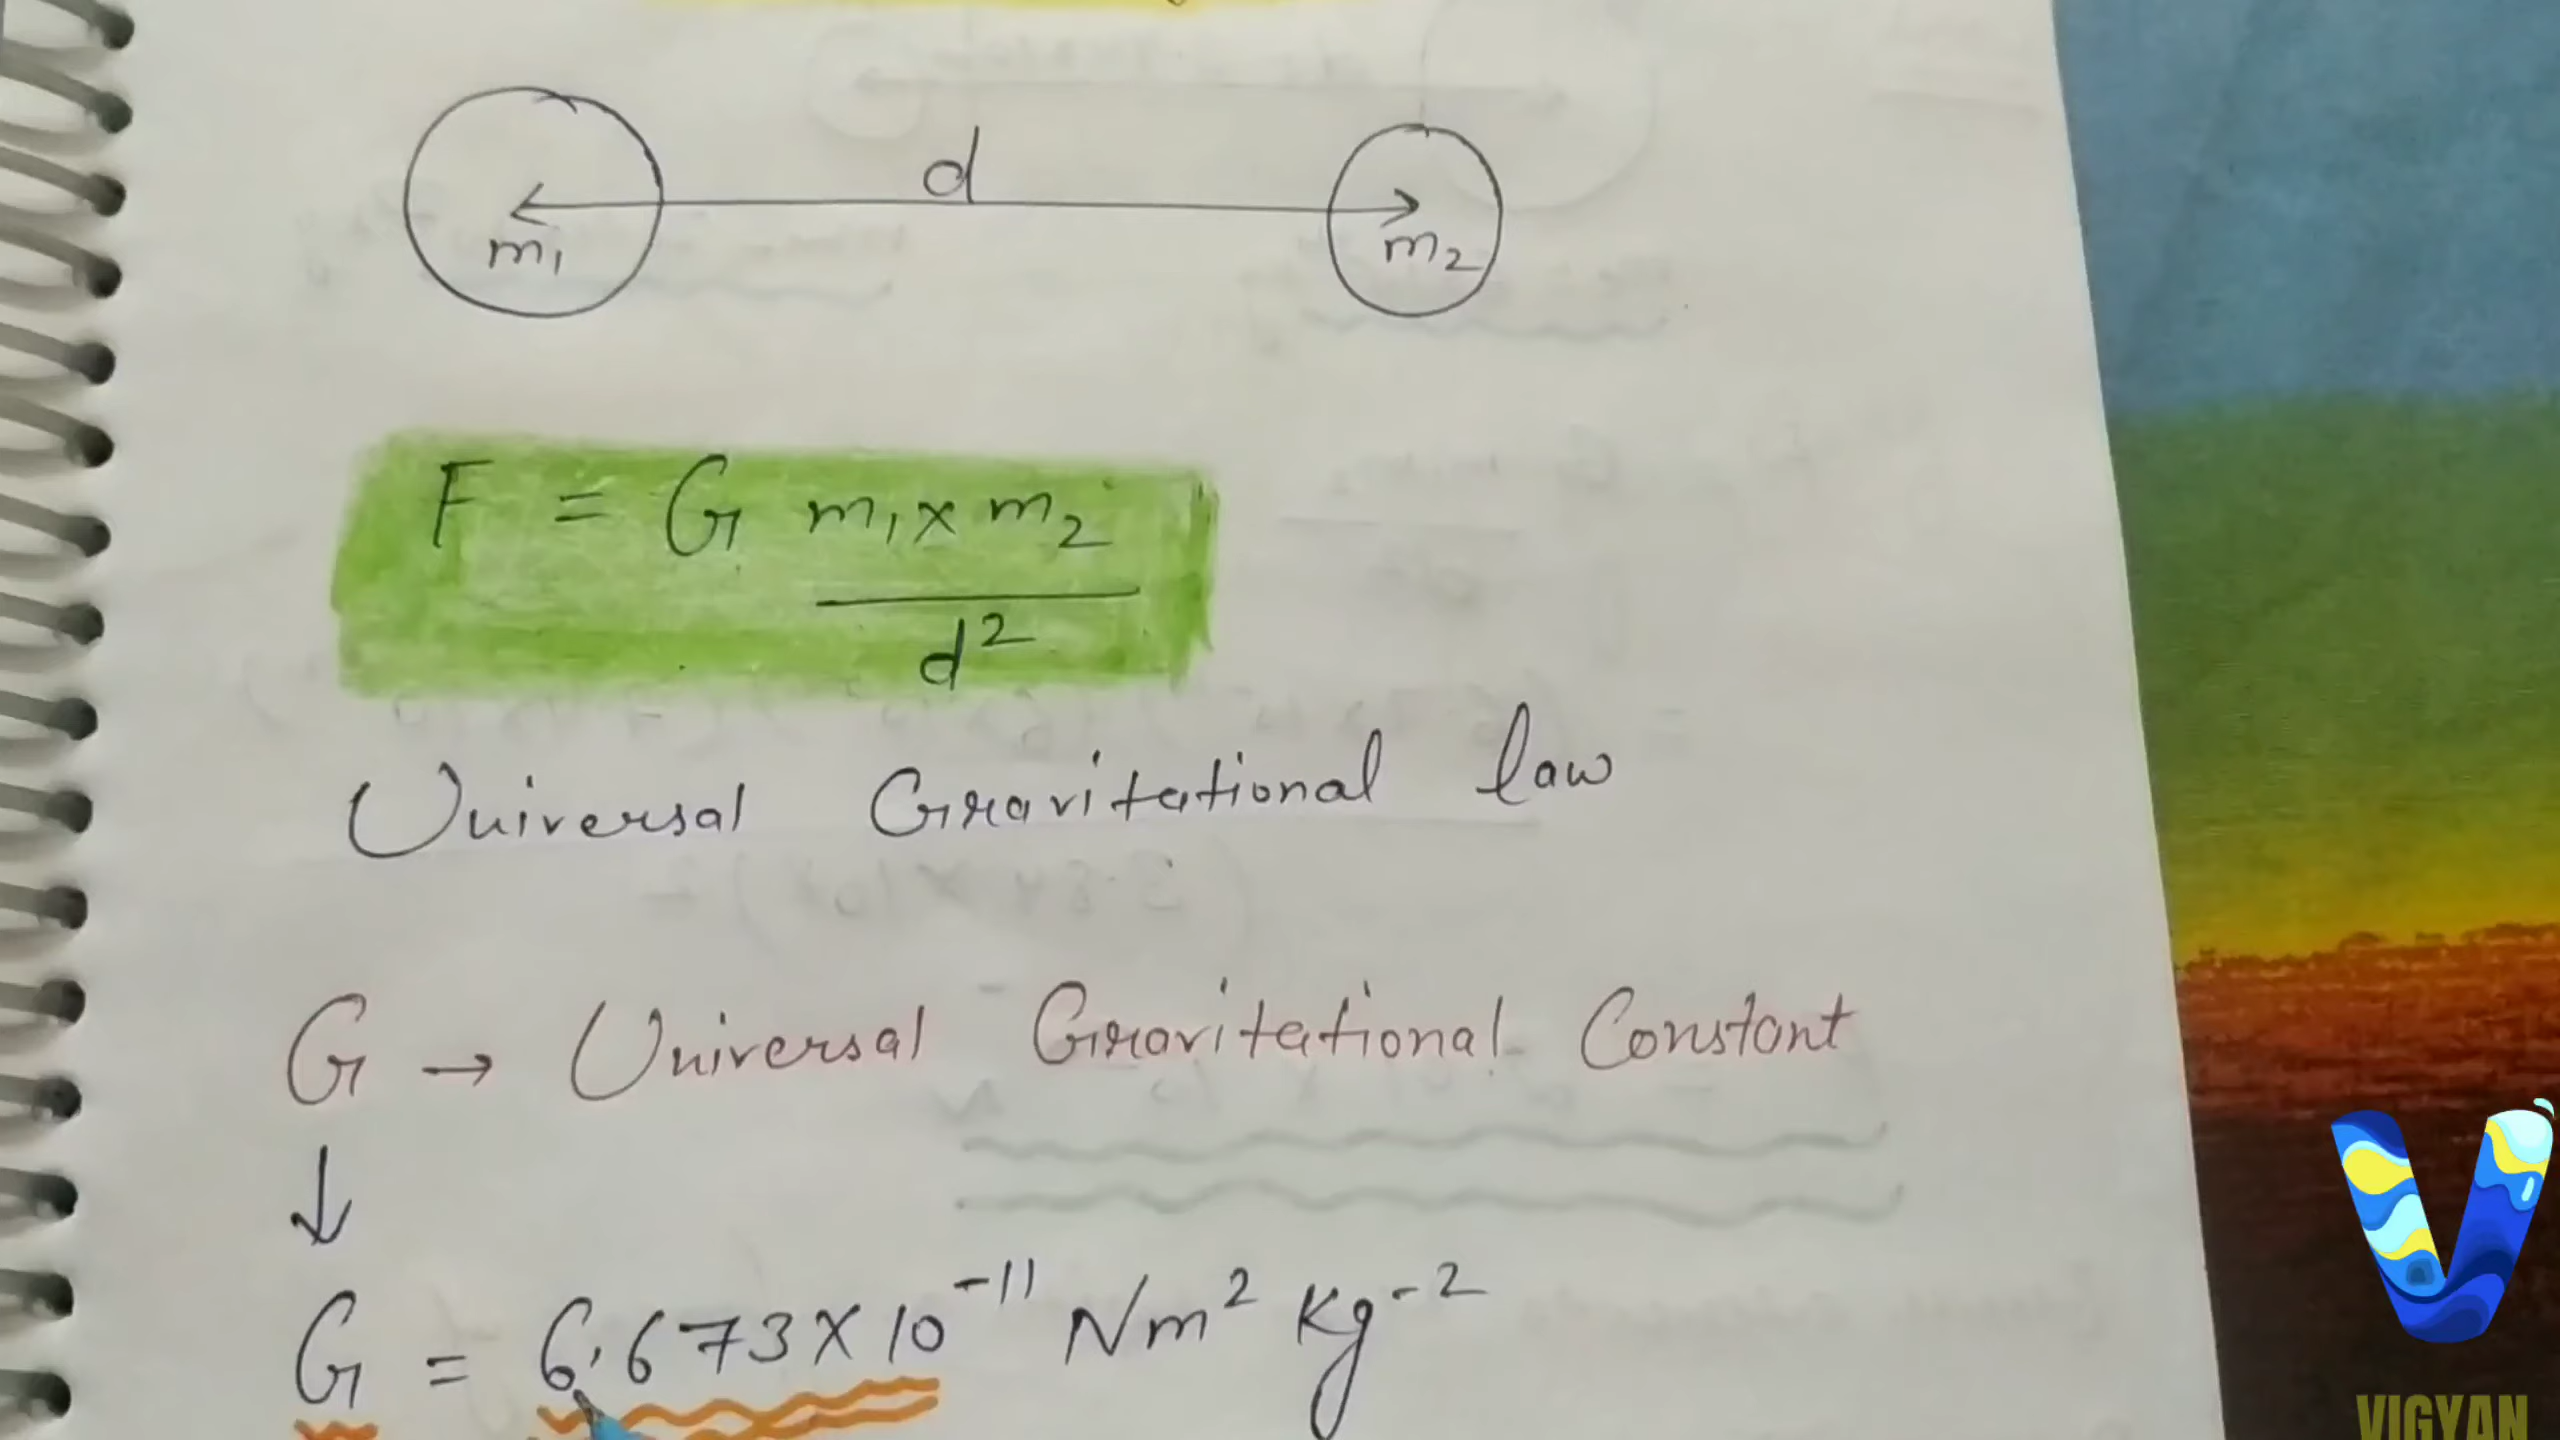 d
m₁ m₂
F = G m₁ x m₂
d²
Universal Gravitational law
G → Universal Gravitational Constant
↓
G = 6.673 X 10⁻¹¹ Nm² Kg⁻²
VIGYAN